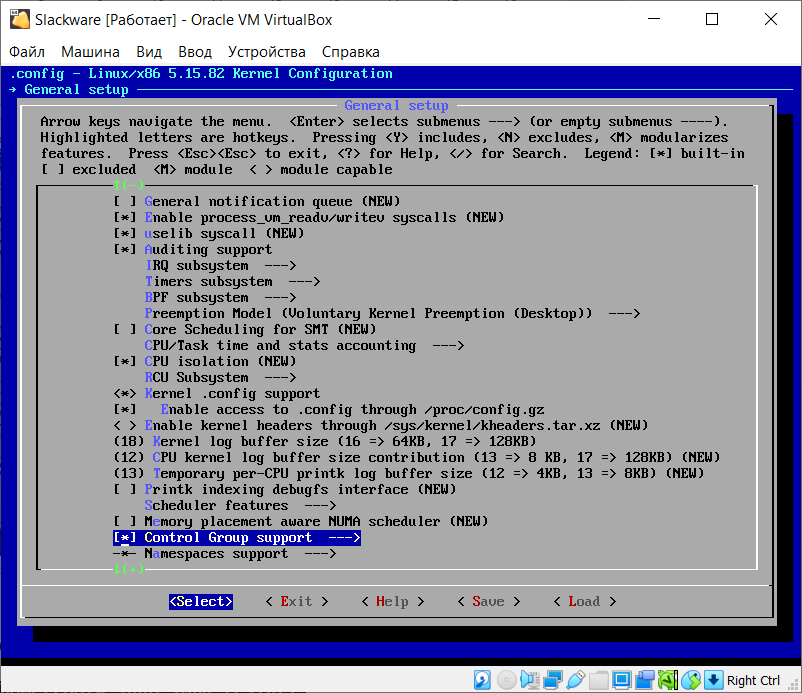 Slackware [Работает] - Oracle VM VirtualBox
Файл Машина Вид Ввод Устройства Справка
.config - Linux/x86 5.15.82 Kernel Configuration
→ General setup
General setup
Arrow keys navigate the menu. <Enter> selects submenus ---> (or empty submenus ----).
Highlighted letters are hotkeys. Pressing <Y> includes, <N> excludes, <M> modularizes
features. Press <Esc><Esc> to exit, <?> for Help, </> for Search. Legend: [*] built-in
[ ] excluded <M> module < > module capable
↑(-)
[ ] General notification queue (NEW)
[*] Enable process_vm_readv/writev syscalls (NEW)
[*] uselib syscall (NEW)
[*] Auditing support
IRQ subsystem --->
Timers subsystem --->
BPF subsystem --->
Preemption Model (Voluntary Kernel Preemption (Desktop)) --->
[ ] Core Scheduling for SMT (NEW)
CPU/Task time and stats accounting --->
[*] CPU isolation (NEW)
RCU Subsystem --->
<*> Kernel .config support
[*] Enable access to .config through /proc/config.gz
< > Enable kernel headers through /sys/kernel/kheaders.tar.xz (NEW)
(18) Kernel log buffer size (16 => 64KB, 17 => 128KB)
(12) CPU kernel log buffer size contribution (13 => 8 KB, 17 => 128KB) (NEW)
(13) Temporary per-CPU printk log buffer size (12 => 4KB, 13 => 8KB) (NEW)
[ ] Printk indexing debugfs interface (NEW)
Scheduler features --->
[ ] Memory placement aware NUMA scheduler (NEW)
[*] Control Group support --->
-*- Namespaces support --->
↓(+)
<Select> < Exit > < Help > < Save > < Load >
Right Ctrl